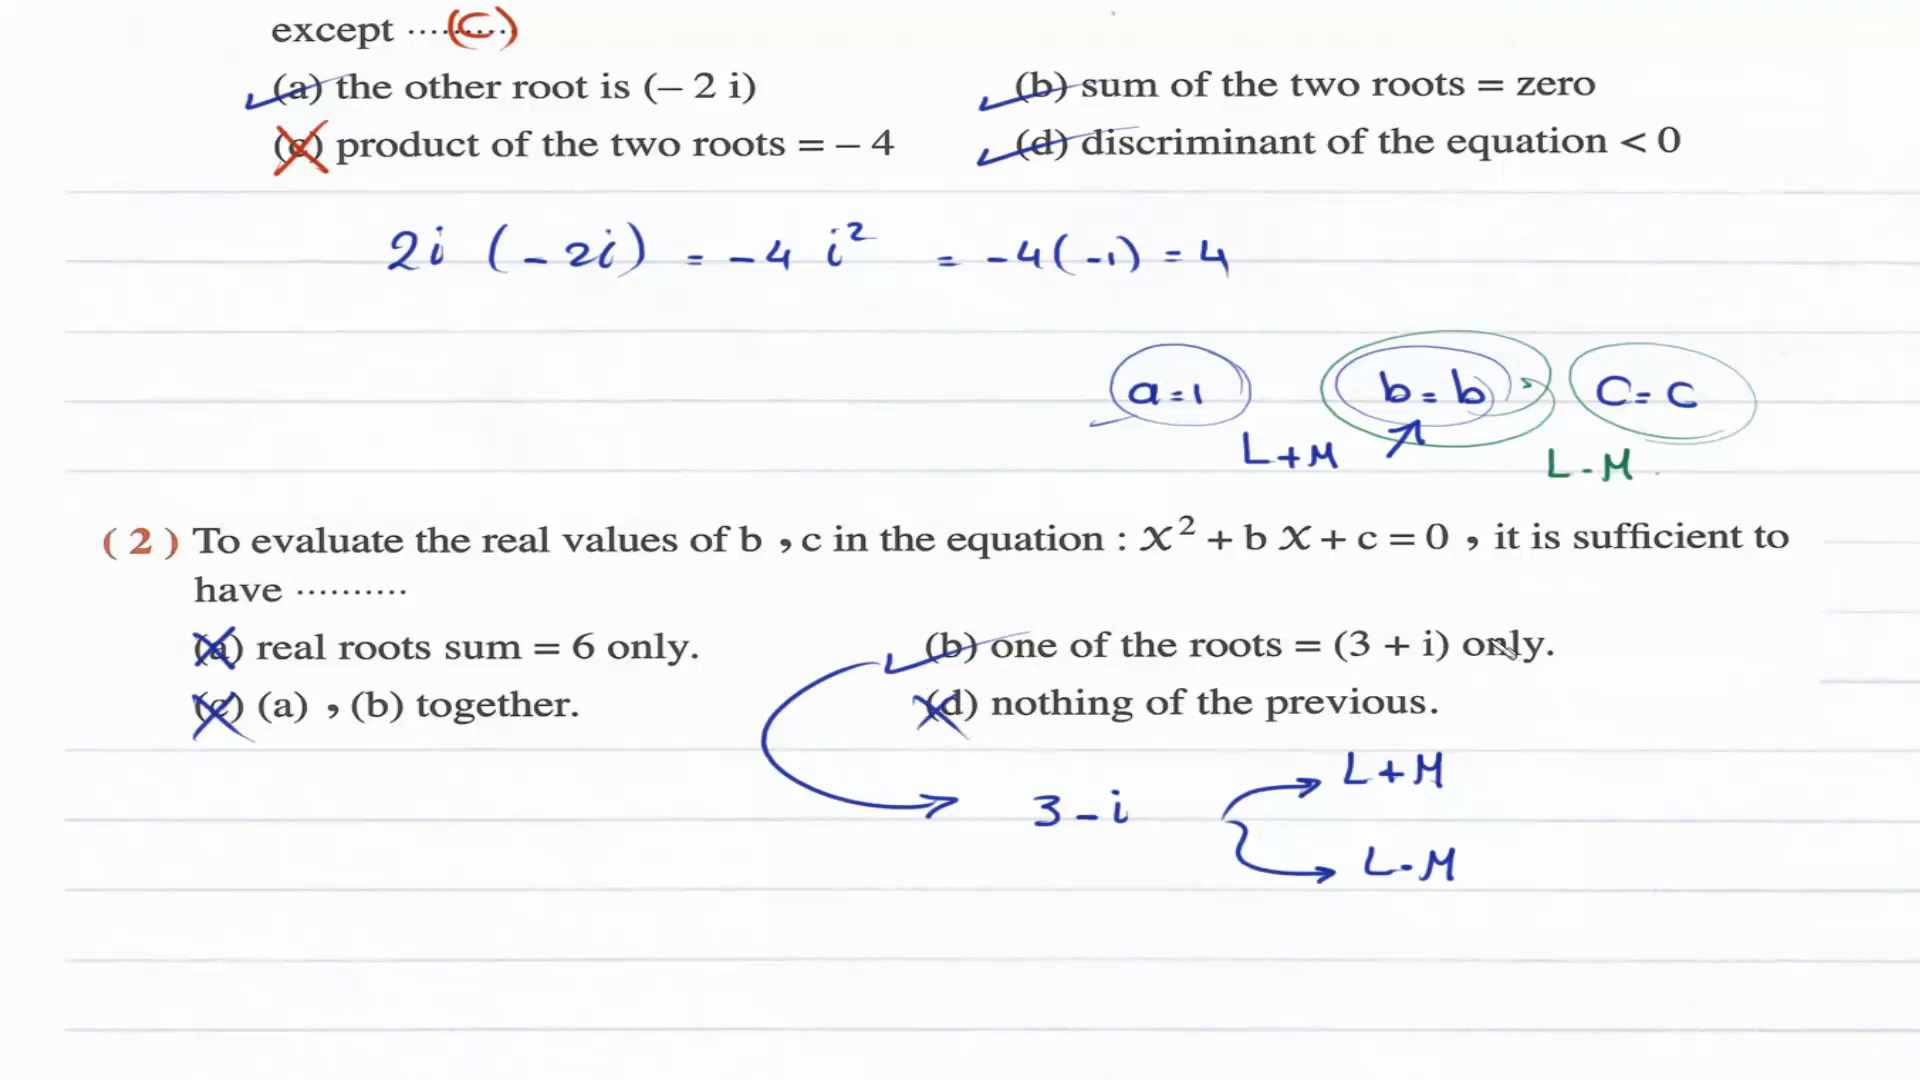 except ·········· (C)
(a) the other root is (– 2 i) (b) sum of the two roots = zero
(c) product of the two roots = – 4 (d) discriminant of the equation < 0
2i (-2i) = -4 i² = -4(-1) = 4
a=1 b=b C=c
L+M L-M
(2) To evaluate the real values of b , c in the equation : x² + b x + c = 0 , it is sufficient to
have ··········
(a) real roots sum = 6 only. (b) one of the roots = (3 + i) only.
(c) (a) , (b) together. (d) nothing of the previous.
L+M
3-i
L-M